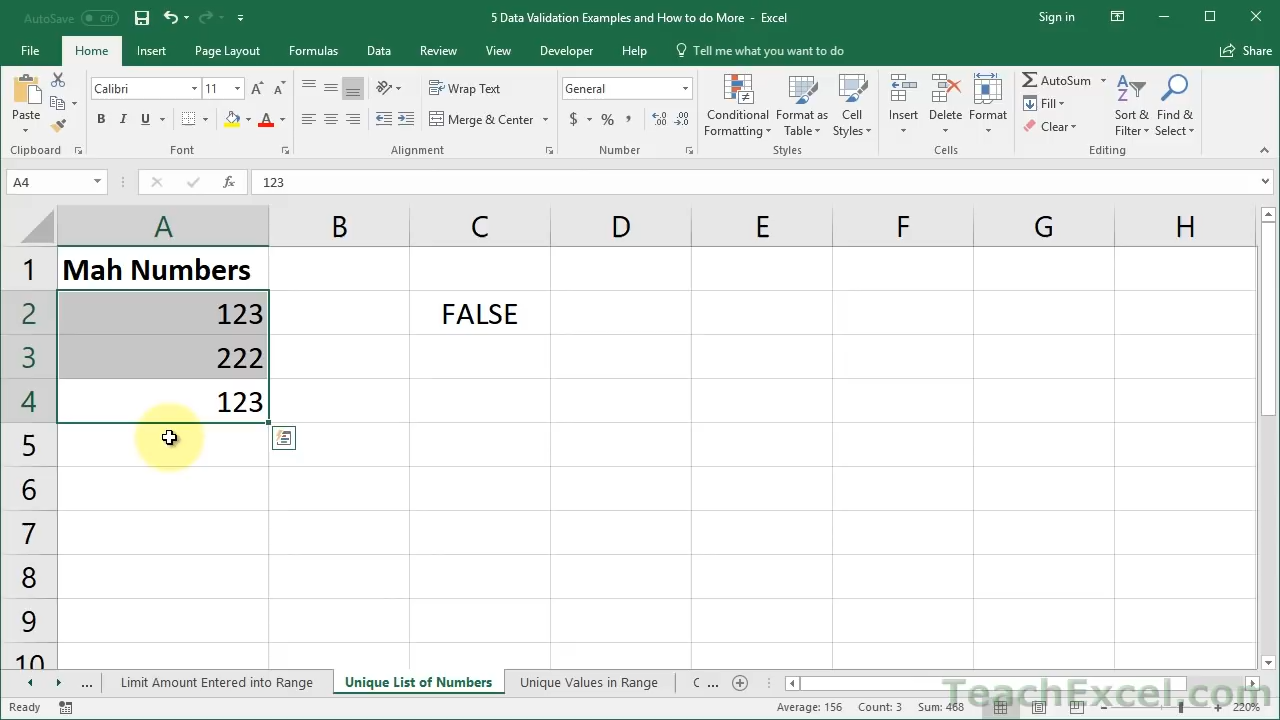 AutoSave Off 5 Data Validation Examples and How to do More - Excel Sign in
File Home Insert Page Layout Formulas Data Review View Developer Help Tell me what you want to do Share
Calibri 11 Wrap Text General AutoSum
Paste B I U Merge & Center $ % , Conditional Formatting Format as Table Cell Styles Insert Delete Format Fill Clear Sort & Filter Find & Select
Clipboard Font Alignment Number Styles Cells Editing
A4 fx 123
A B C D E F G H
1 Mah Numbers
2 123 FALSE
3 222
4 123
5
6
7
8
9
10
... Limit Amount Entered into Range Unique List of Numbers Unique Values in Range C ...
TeachExcel.com
Ready Average: 156 Count: 3 Sum: 468 220%